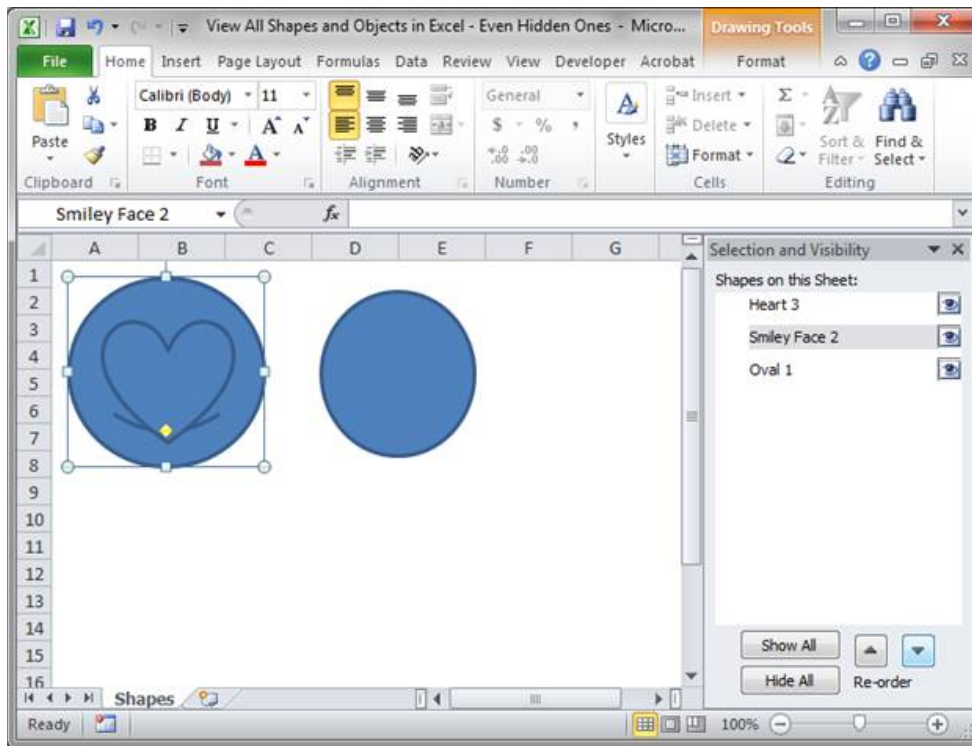 View All Shapes and Objects in Excel - Even Hidden Ones - Micro... Drawing Tools
File Home Insert Page Layout Formulas Data Review View Developer Acrobat Format
Calibri (Body) 11 General Insert Σ
Paste B I U A A $ % , Styles Delete Sort & Filter Find & Select
A Format
Clipboard Font Alignment Number Cells Editing
Smiley Face 2 fx
A B C D E F G Selection and Visibility
Shapes on this Sheet:
1 Heart 3
2
3 Smiley Face 2
4 Oval 1
5
6
7
8
9
10
11
12
13
14
15 Show All
16 Hide All Re-order
Shapes
Ready 100%